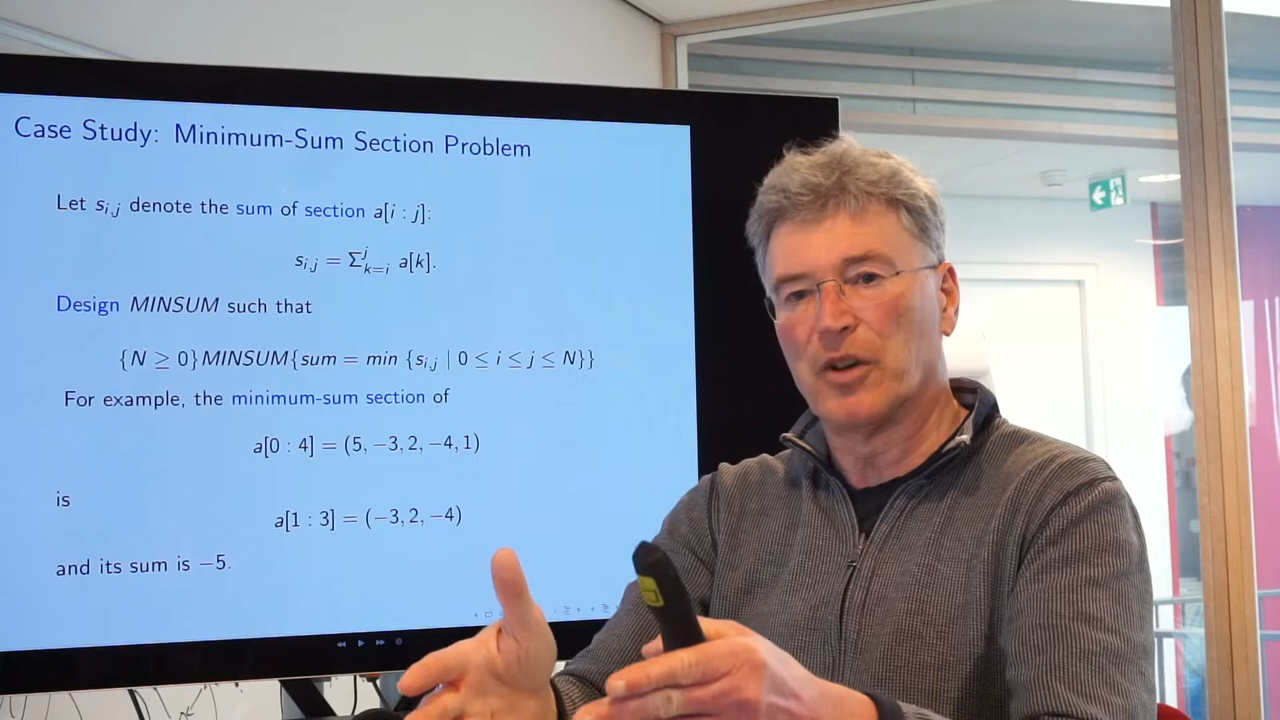 Case Study: Minimum-Sum Section Problem
Let s_{i,j} denote the sum of section a[i : j]:
s_{i,j} = Σ_{k=i}^{j} a[k].
Design MINSUM such that
{N ≥ 0}MINSUM{sum = min {s_{i,j} | 0 ≤ i ≤ j ≤ N}}
For example, the minimum-sum section of
a[0 : 4] = (5, −3, 2, −4, 1)
is
a[1 : 3] = (−3, 2, −4)
and its sum is −5.